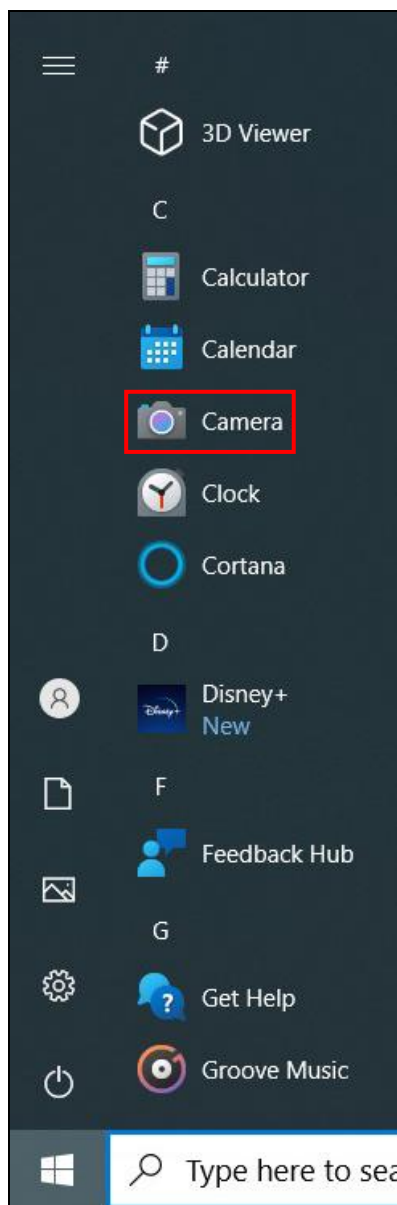 #
3D Viewer
C
Calculator
Calendar
Camera
Clock
Cortana
D
Disney+
Disney+
New
F
Feedback Hub
G
?
Get Help
Groove Music
Type here to sea